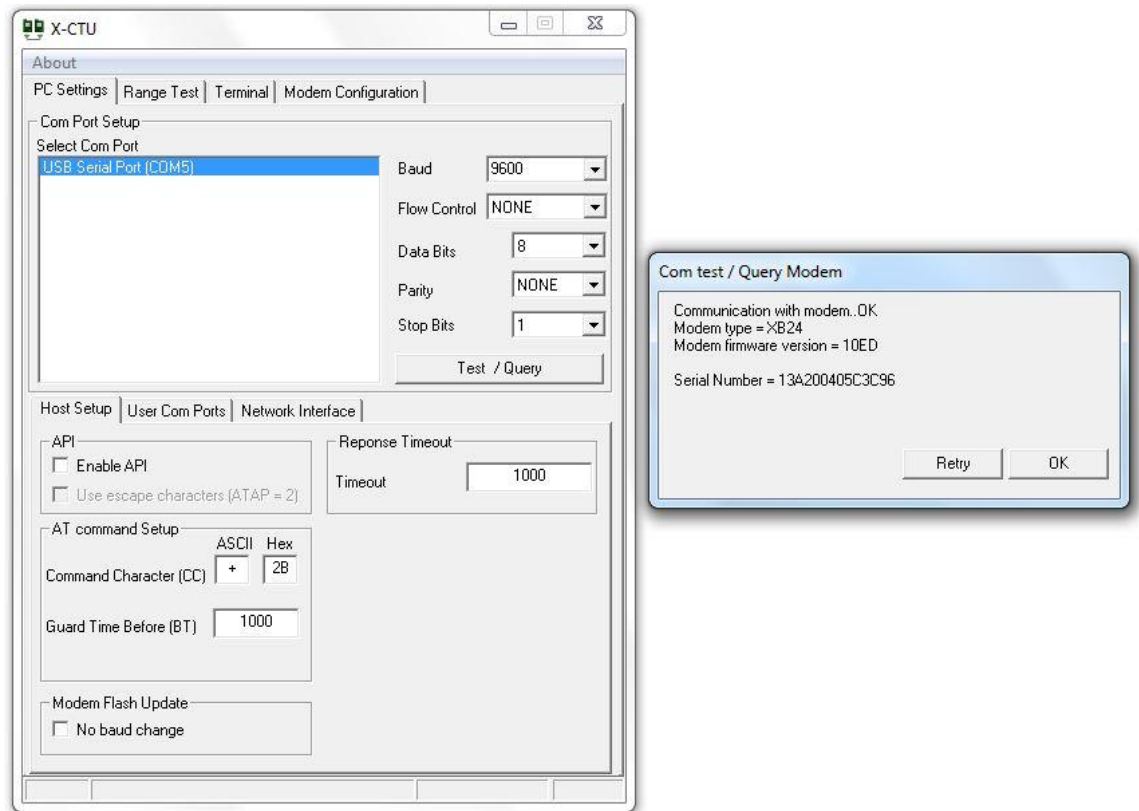 X-CTU
About
PC Settings Range Test Terminal Modem Configuration
Com Port Setup
Select Com Port
USB Serial Port (COM5)
Baud 9600
Flow Control NONE
Data Bits 8
Parity NONE
Stop Bits 1
Test / Query
Host Setup User Com Ports Network Interface
API
Enable API
Use escape characters (ATAP = 2)
Reponse Timeout
Timeout 1000
AT command Setup
ASCII Hex
Command Character (CC) + 2B
Guard Time Before (BT) 1000
Modem Flash Update
No baud change
Com test / Query Modem
Communication with modem..OK
Modem type = XB24
Modem firmware version = 10ED
Serial Number = 13A200405C3C96
Retry OK